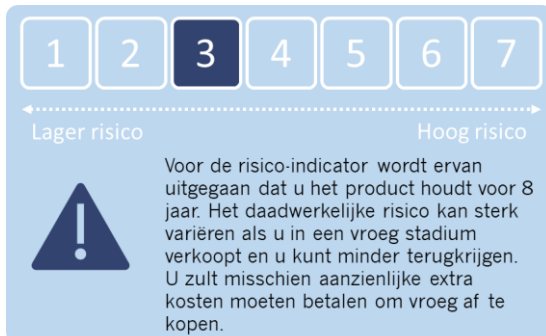 1 2 3 4 5 6 7
Lager risico Hoog risico
Voor de risico-indicator wordt ervan
uitgegaan dat u het product houdt voor 8
jaar. Het daadwerkelijke risico kan sterk
variëren als u in een vroeg stadium
verkoopt en u kunt minder terugkrijgen.
U zult misschien aanzienlijke extra
kosten moeten betalen om vroeg af te
kopen.